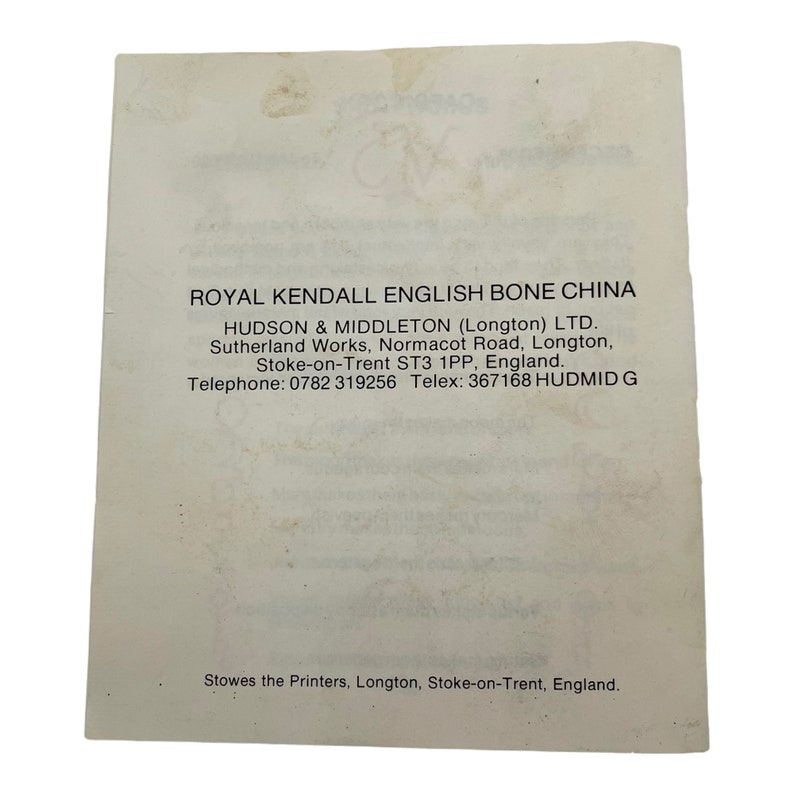 ROYAL KENDALL ENGLISH BONE CHINA
HUDSON & MIDDLETON (Longton) LTD.
Sutherland Works, Normacot Road, Longton,
Stoke-on-Trent ST3 1PP, England.
Telephone: 0782 319256 Telex: 367168 HUDMID G
Stowes the Printers, Longton, Stoke-on-Trent, England.